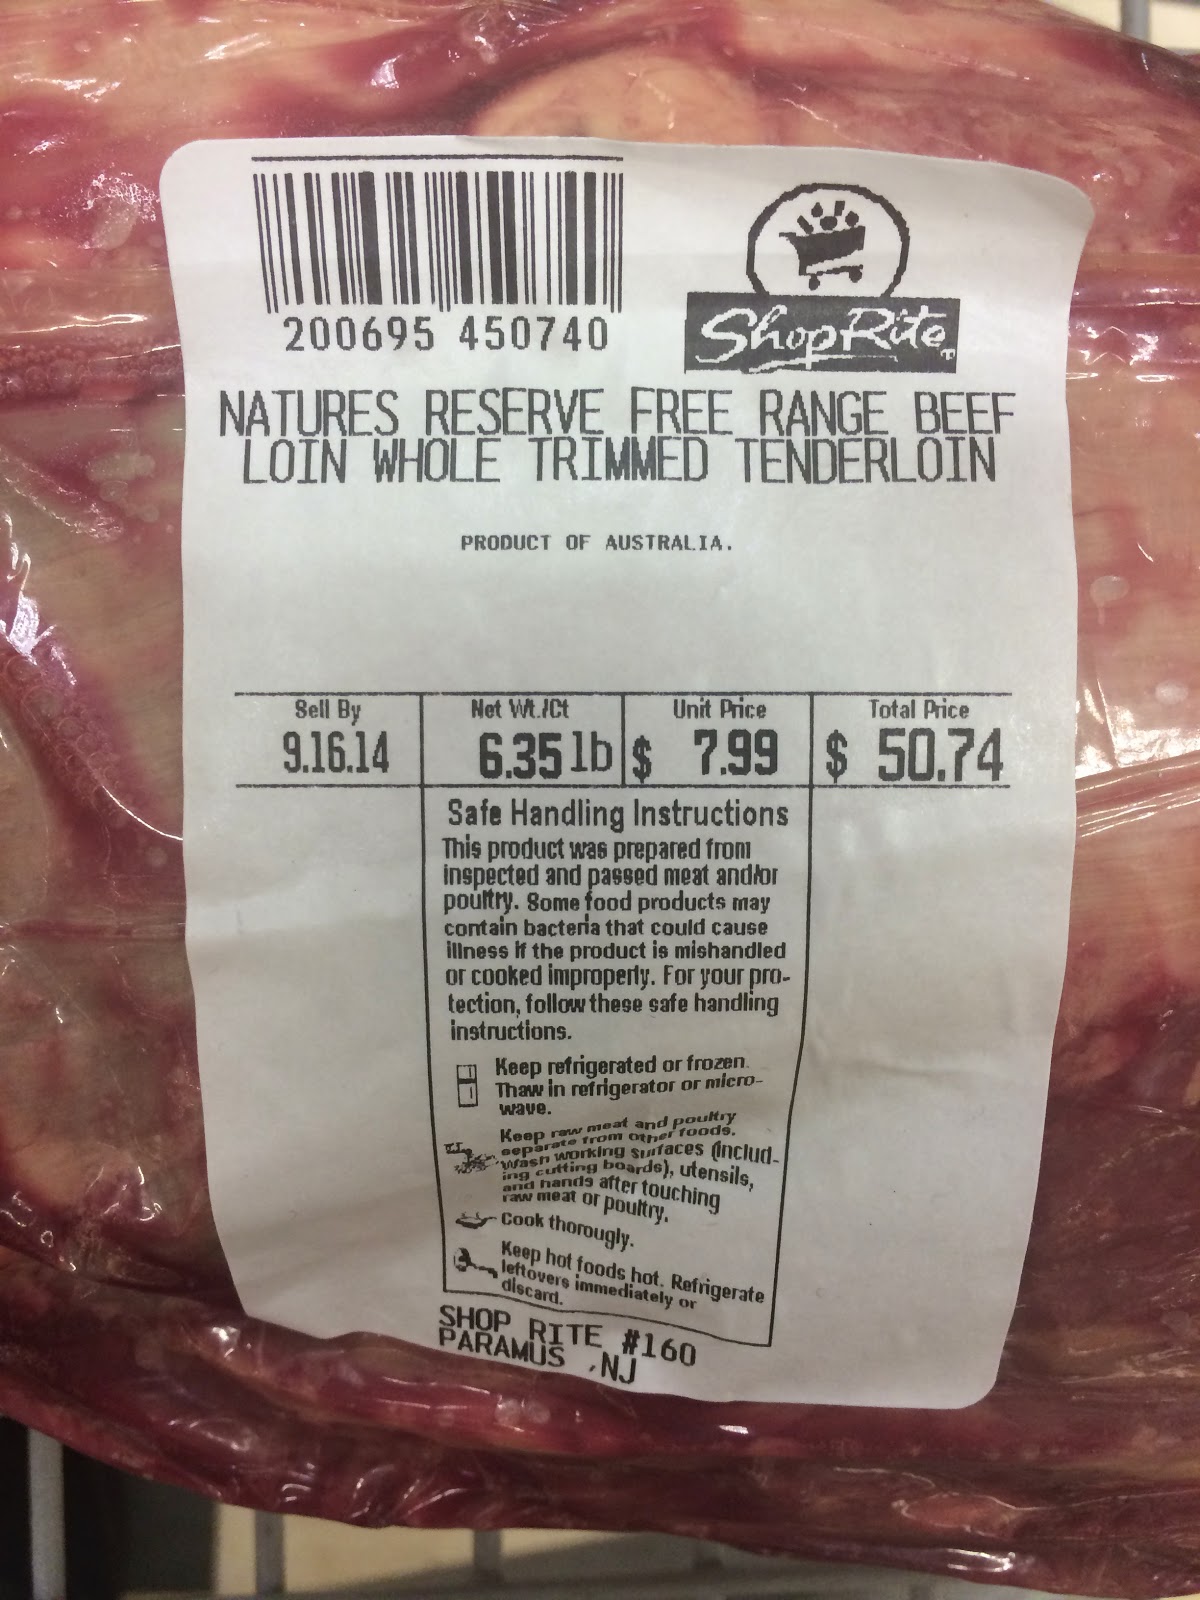 200695 450740
ShopRite
NATURES RESERVE FREE RANGE BEEF
LOIN WHOLE TRIMMED TENDERLOIN
PRODUCT OF AUSTRALIA.
Sell By Net Wt./Ct Unit Price Total Price
9.16.14 6.35 lb $ 7.99 $ 50.74
Safe Handling Instructions
This product was prepared from
inspected and passed meat and/or
poultry. Some food products may
contain bacteria that could cause
illness if the product is mishandled
or cooked improperly. For your pro-
tection, follow these safe handling
instructions.
Keep refrigerated or frozen.
Thaw in refrigerator or micro-
wave.
Keep raw meat and poultry
separate from other foods.
Wash working surfaces (includ-
ing cutting boards), utensils,
and hands after touching
raw meat or poultry.
Cook thorougly.
Keep hot foods hot. Refrigerate
leftovers immediately or
discard.
SHOP RITE #160
PARAMUS ,NJ